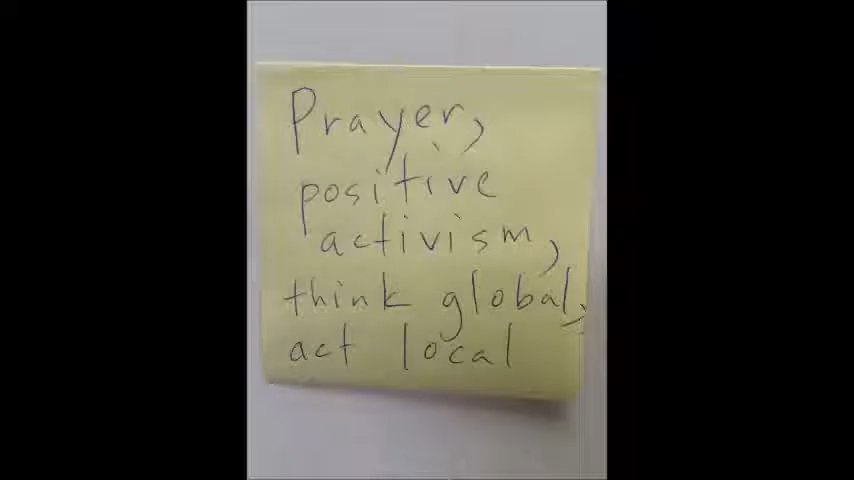 Prayer,
positive
activism,
think global,
act local